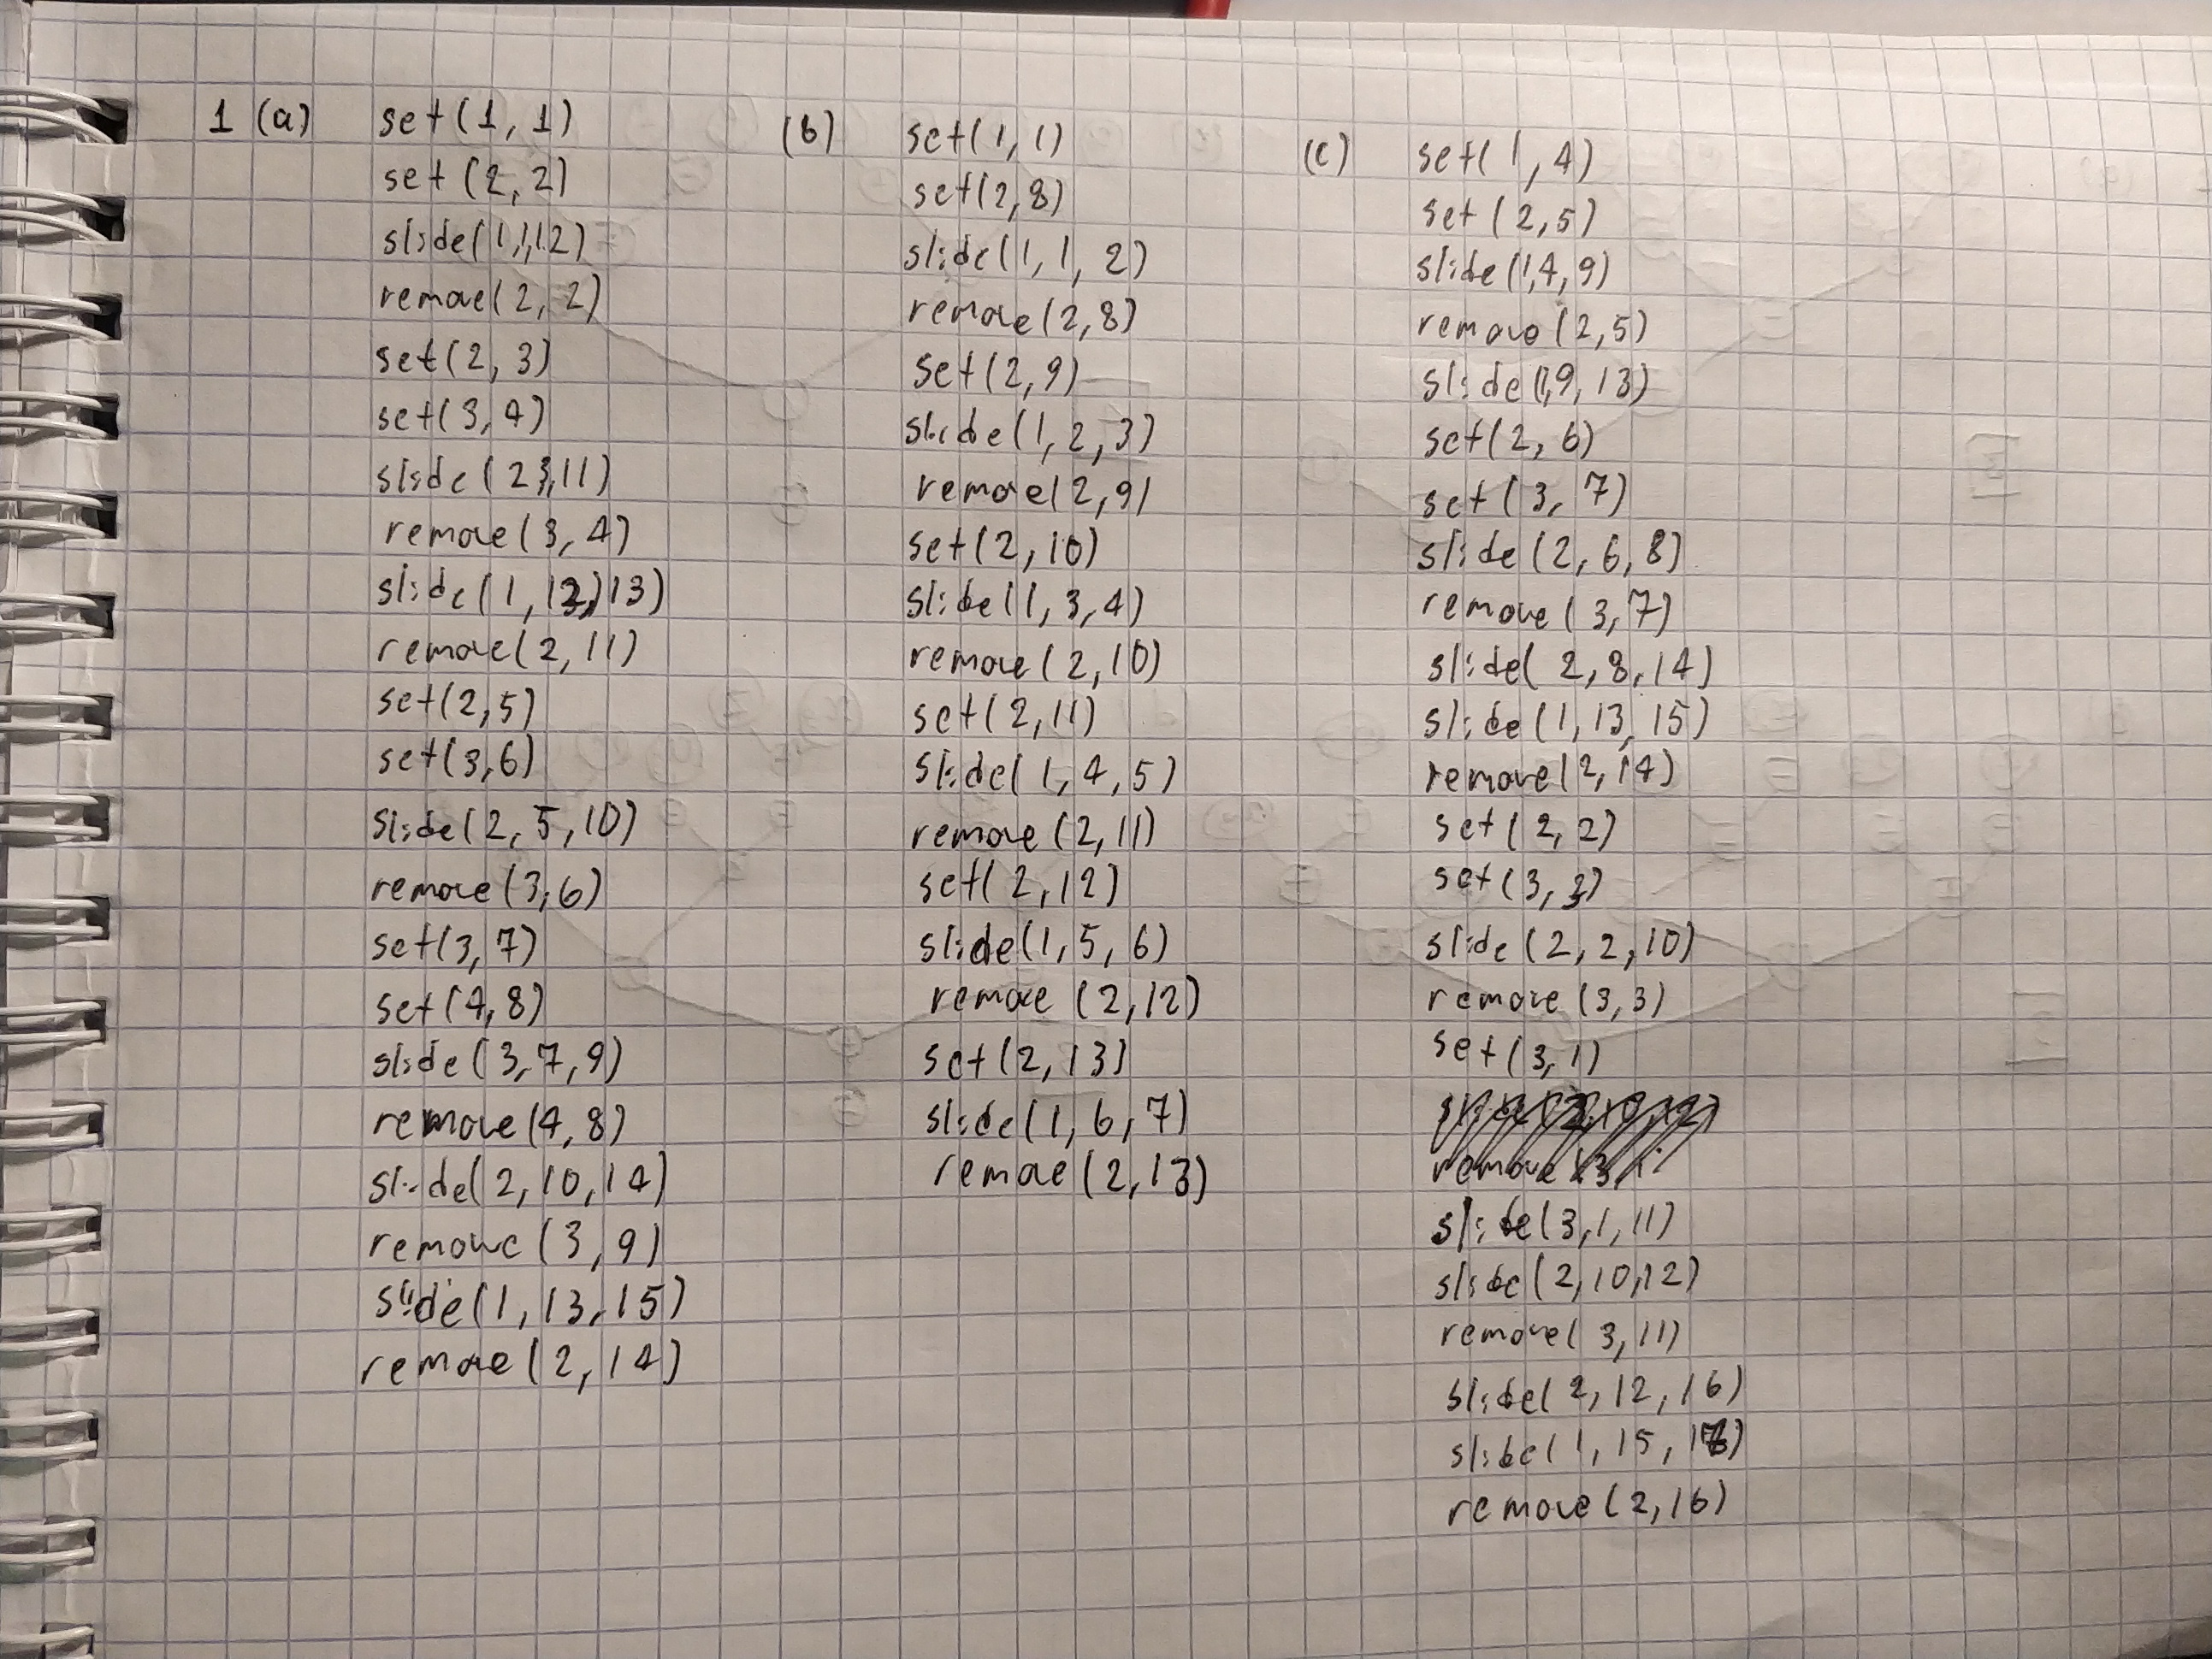 1 (a) set(1, 1)
set (2, 2)
slide(1,1,12)
remove(2, 2)
set(2, 3)
set(3, 4)
slide (2 3,11)
remove (3, 4)
slide(1, 12,)13)
remove(2, 11)
set(2,5)
set(3,6)
slide(2, 5,10)
remove (3,6)
set(3, 7)
set(4,8)
slide (3,7,9)
remove(4, 8)
slide(2, 10, 14)
remove (3, 9)
slide(1, 13, 15)
remove (2, 14)
(b) set(1, 1)
set(2,8)
slide(1, 1, 2)
remove (2,8)
set(2,9)
slide(1, 2, 3)
remove(2,9)
set(2, 10)
slide(1, 3, 4)
remove (2,10)
set(2, 11)
slide(1, 4, 5)
remove (2,11)
set(2,12)
slide(1, 5, 6)
remove (2,12)
set(2, 13)
slide(1, 6, 7)
remove (2,13)
(c) set(1, 4)
set (2,5)
slide(1,4, 9)
remove (2,5)
slide(1,9, 13)
set(2, 6)
set (3, 7)
slide (2, 6, 8)
remove (3,7)
slide( 2, 8, 14)
slide (1, 13, 15)
remove(2, 14)
set ( 2, 2)
set (3, 3)
slide (2, 2, 10)
remove (3, 3)
set (3, 1)
slide(3,1, 11)
slide (2,10,12)
remove( 3, 11)
slide( 2, 12, 16)
slide(1, 15,
remove (2,16)